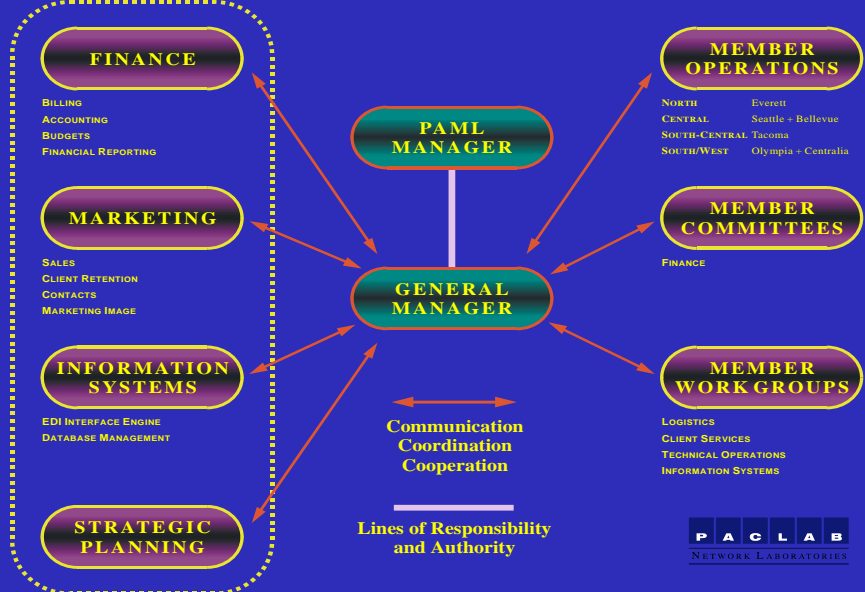 FINANCE
BILLING
ACCOUNTING
BUDGETS
FINANCIAL REPORTING
MARKETING
SALES
CLIENT RETENTION
CONTACTS
MARKETING IMAGE
INFORMATION
SYSTEMS
EDI INTERFACE ENGINE
DATABASE MANAGEMENT
STRATEGIC
PLANNING
PAML
MANAGER
GENERAL
MANAGER
Communication
Coordination
Cooperation
Lines of Responsibility
and Authority
MEMBER
OPERATIONS
NORTH Everett
CENTRAL Seattle + Bellevue
SOUTH-CENTRAL Tacoma
SOUTH/WEST Olympia + Centralia
MEMBER
COMMITTEES
FINANCE
MEMBER
WORK GROUPS
LOGISTICS
CLIENT SERVICES
TECHNICAL OPERATIONS
INFORMATION SYSTEMS
PACLAB
NETWORK LABORATORIES